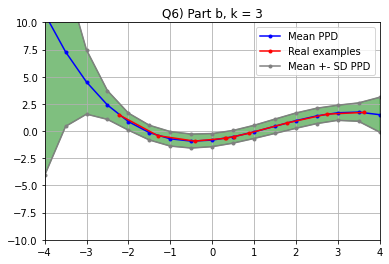 Q6) Part b, k = 3
10.0
7.5
5.0
2.5
0.0
−2.5
−5.0
−7.5
−10.0
Mean PPD
Real examples
Mean +- SD PPD
−4 −3 −2 −1 0 1 2 3 4